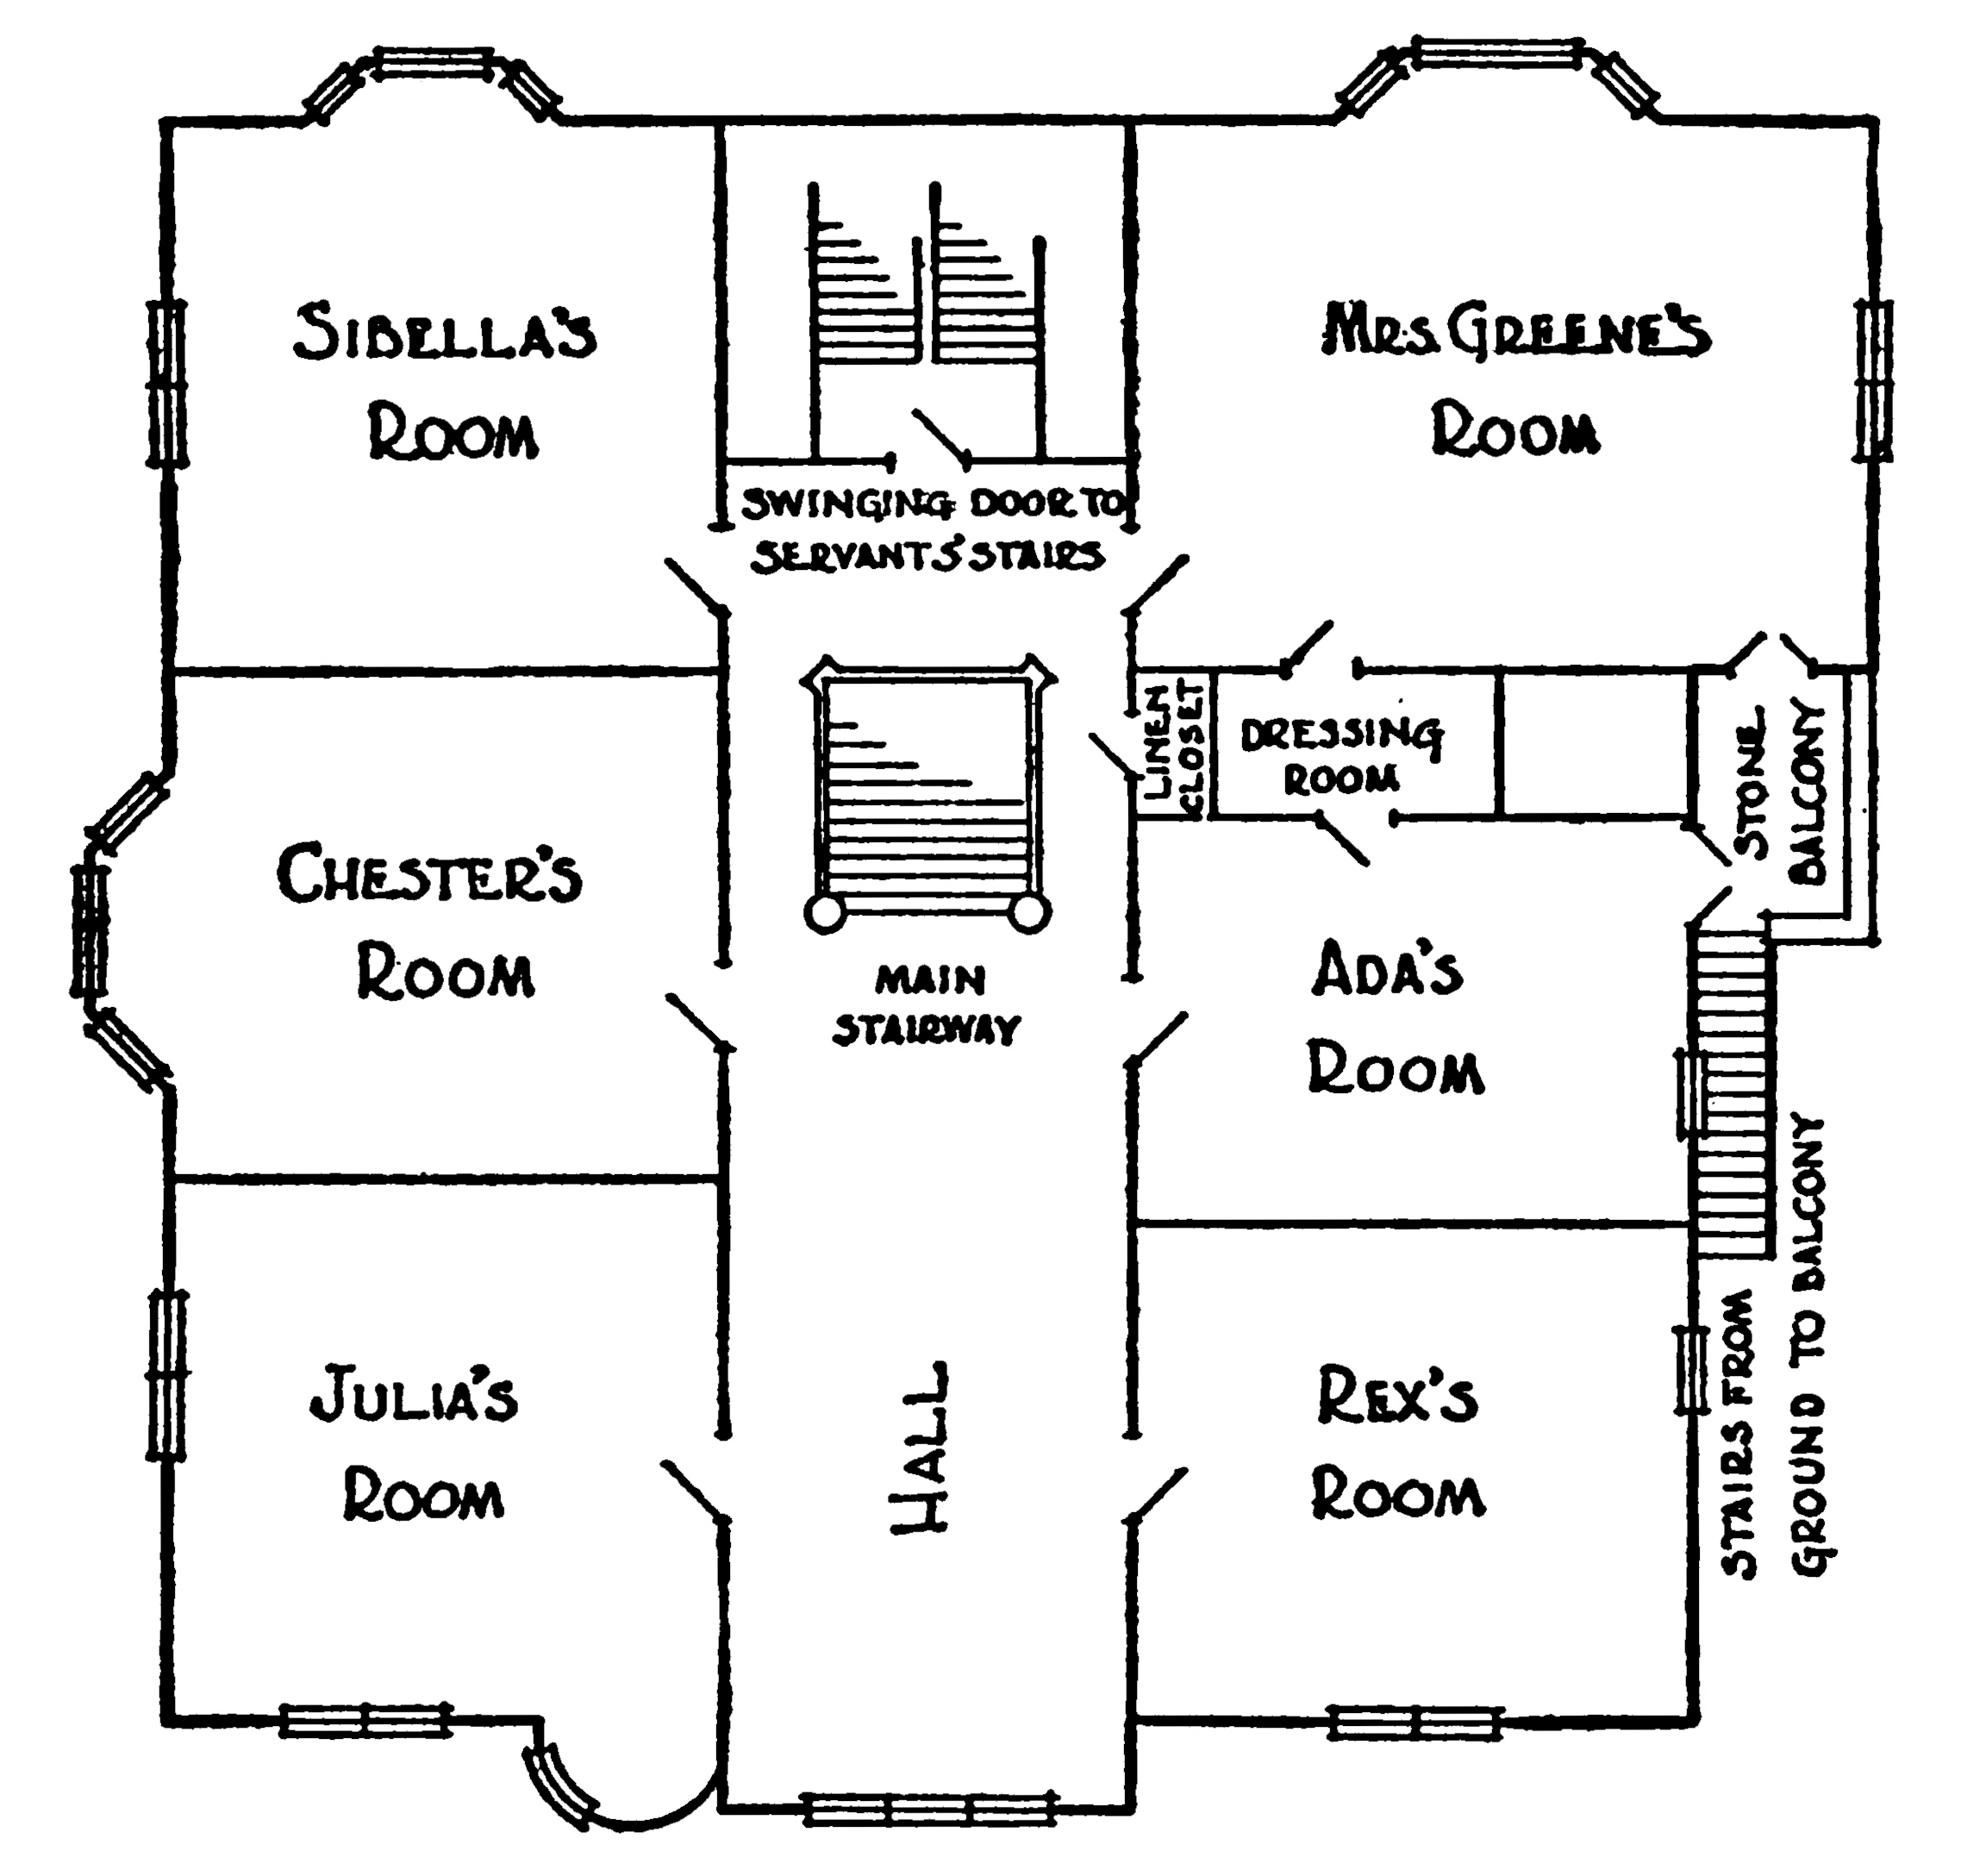 SIBELLA'S
ROOM
MRS GREENE'S
ROOM
SWINGING DOOR TO
SERVANTS' STAIRS
LINEN
CLOSET
DRESSING
ROOM
STONE
BALCONY
CHESTER'S
ROOM
MAIN
STAIRWAY
ADA'S
ROOM
JULIA'S
ROOM
HALL
REX'S
ROOM
STAIRS FROM
GROUND TO BALCONY